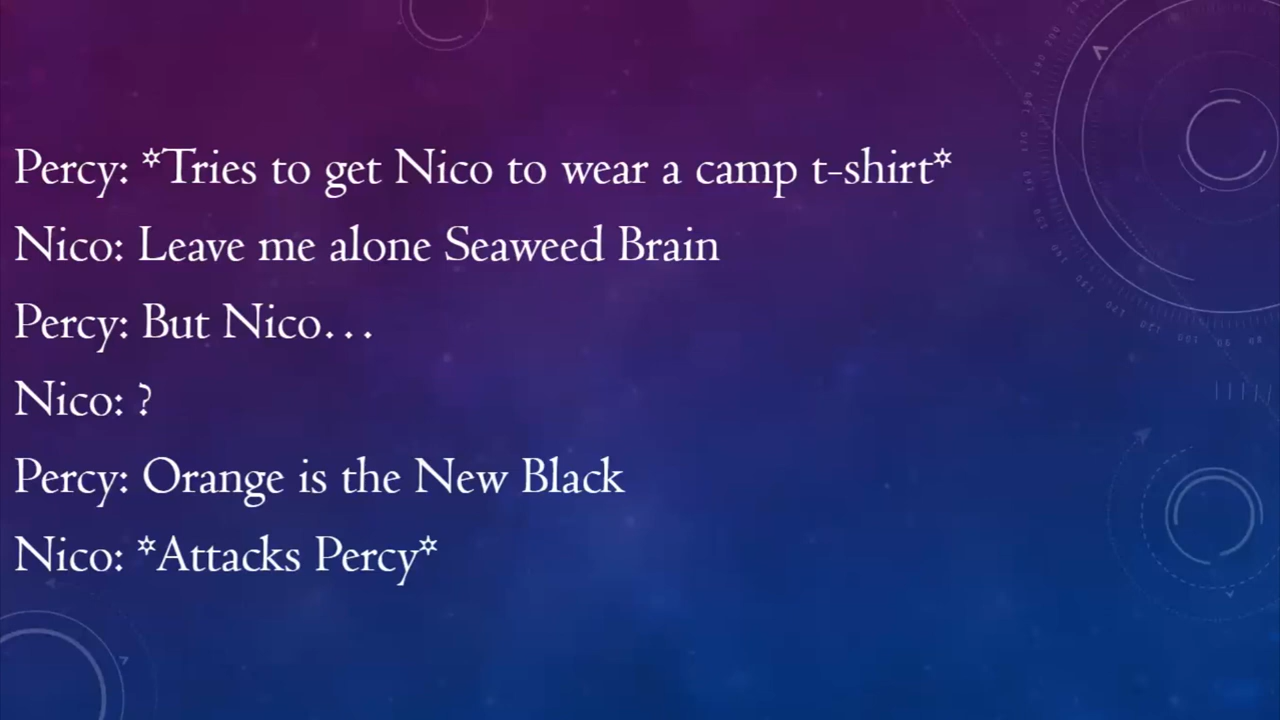 Percy: *Tries to get Nico to wear a camp t-shirt*
Nico: Leave me alone Seaweed Brain
Percy: But Nico...
Nico: ?
Percy: Orange is the New Black
Nico: *Attacks Percy*